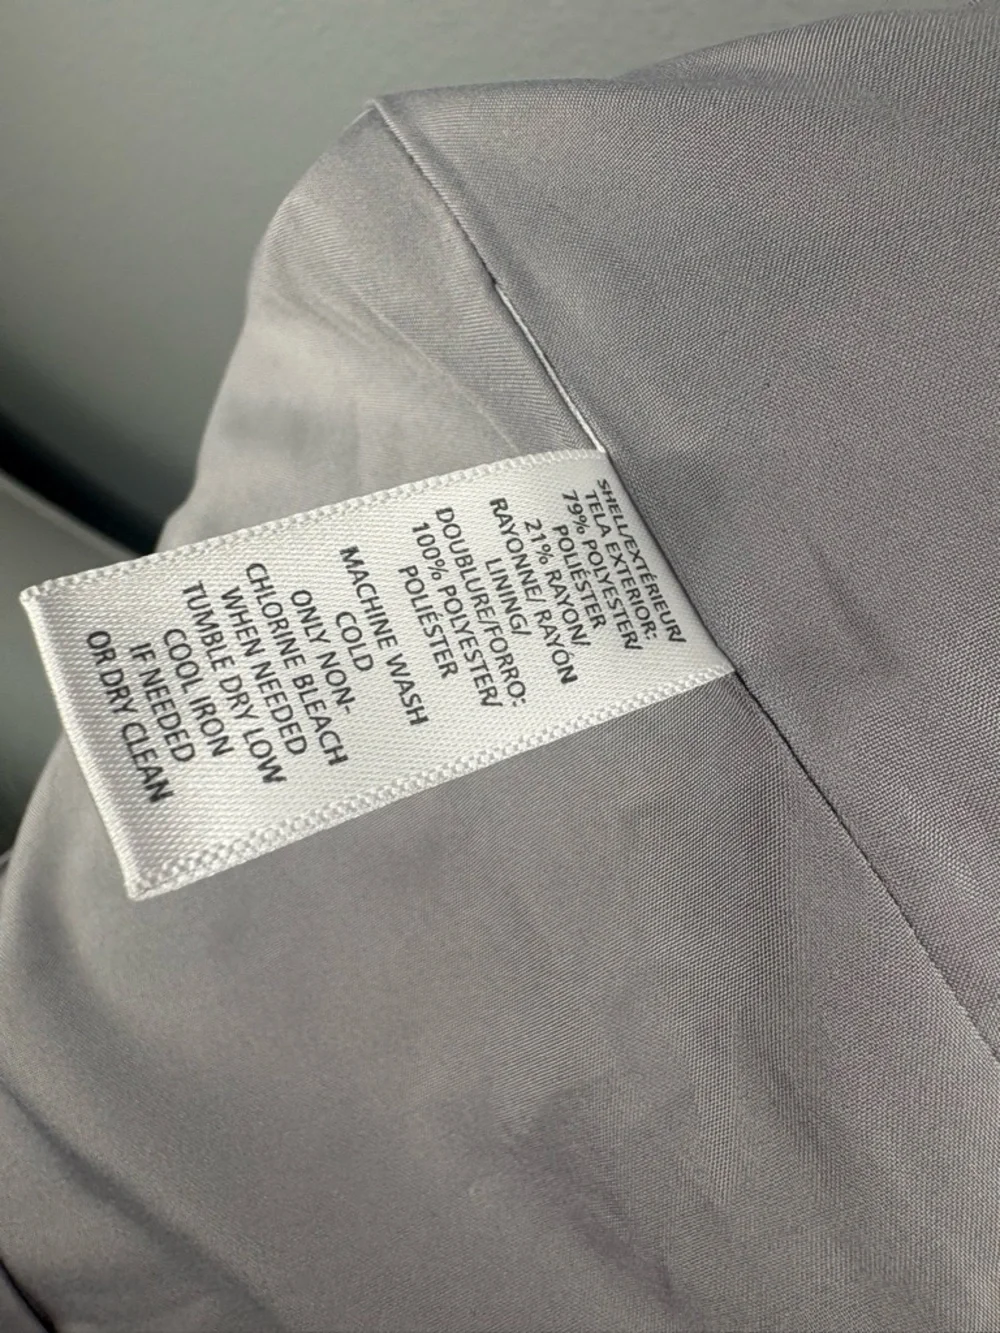 SHELL/EXTÉRIEUR/
TELA EXTERIOR:
79% POLYESTER/
POLIÉSTER
21% RAYON/
RAYONNE/ RAYÓN
LINING/
DOUBLURE/FORRO:
100% POLYESTER/
POLIÉSTER
MACHINE WASH
COLD
ONLY NON-
CHLORINE BLEACH
WHEN NEEDED
TUMBLE DRY LOW
COOL IRON
IF NEEDED
OR DRY CLEAN